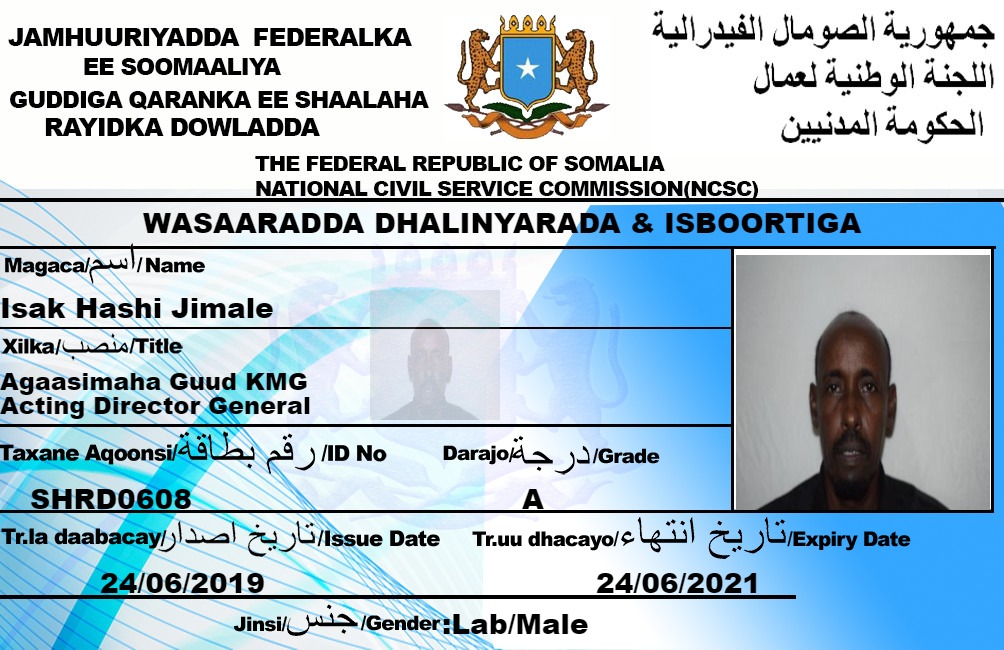 JAMHUURIYADDA FEDERALKA
EE SOOMAALIYA
GUDDIGA QARANKA EE SHAALAHA
RAYIDKA DOWLADDA
جمهورية الصومال الفيدرالية
اللجنة الوطنية لعمال
الحكومة المدنيين
THE FEDERAL REPUBLIC OF SOMALIA
NATIONAL CIVIL SERVICE COMMISSION(NCSC)
WASAARADDA DHALINYARADA & ISBOORTIGA
Magaca/اسم/Name
Isak Hashi Jimale
Xilka/منصب/Title
Agaasimaha Guud KMG
Acting Director General
Taxane Aqoonsi/رقم بطاقة/ID No Darajo/درجة/Grade
SHRD0608 A
Tr.la daabacay/تاريخ اصدار/Issue Date Tr.uu dhacayo/تاريخ انتهاء/Expiry Date
24/06/2019 24/06/2021
Jinsi/جنس/Gender:Lab/Male